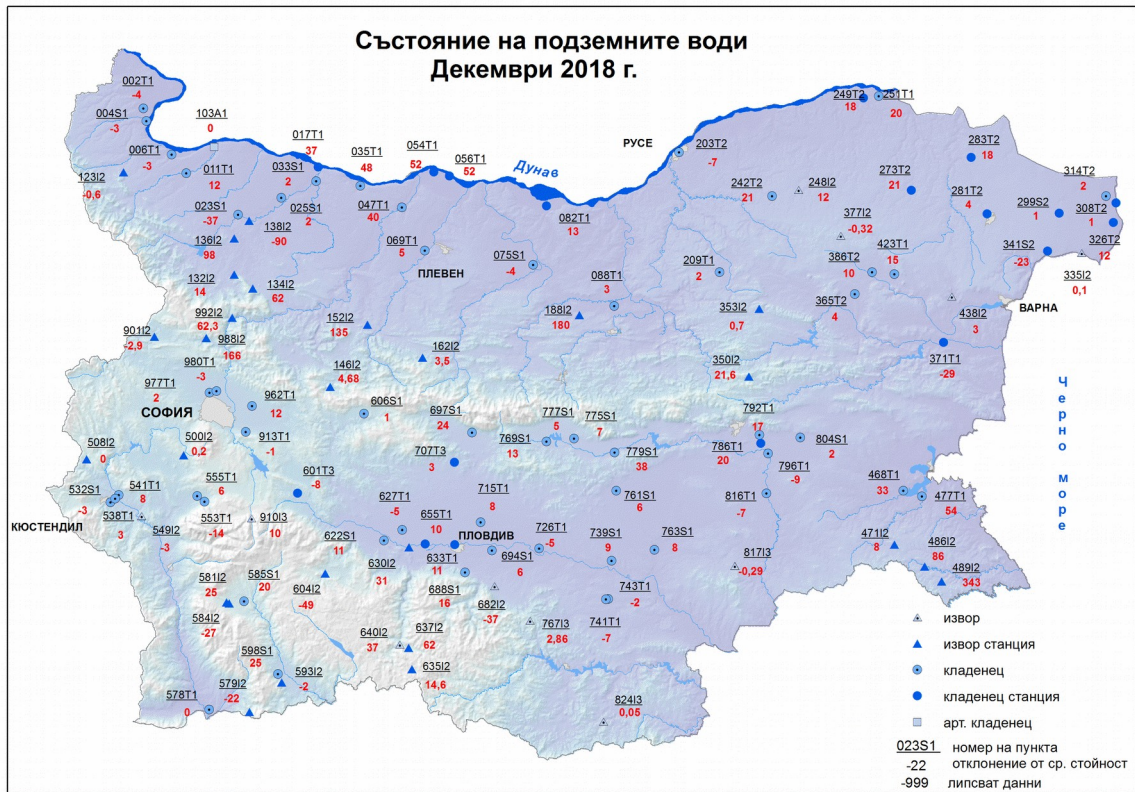 Състояние на подземните води
Декември 2018 г.
002T1
-4
004S1
-3
103A1
0
006T1
-3
011T1
12
017T1
37
033S1
2
035T1
48
054T1
52
056T1
52
Дунав
РУСЕ
203T2
-7
249T2
18
251T1
20
283T2
18
123I2
-0,6
023S1
-37
025S1
2
138I2
-90
047T1
40
082T1
13
242T2
21
248I2
12
273T2
21
281T2
4
299S2
1
314T2
2
308T2
1
326T2
12
136I2
98
069T1
5
ПЛЕВЕН
075S1
-4
377I2
-0,32
423T1
15
386T2
10
341S2
-23
335I2
0,1
132I2
14
134I2
62
088T1
3
209T1
2
365T2
4
ВАРНА
992I2
62,3
152I2
135
188I2
180
353I2
0,7
438I2
3
901I2
-2,9
988I2
166
162I2
3,5
350I2
21,6
371T1
-29
980T1
-3
146I2
4,68
977T1
2
СОФИЯ
962T1
12
606S1
1
697S1
24
777S1
5
775S1
7
792T1
17
Черно море
508I2
0
500I2
0,2
913T1
-1
707T3
3
769S1
13
779S1
38
786T1
20
804S1
2
796T1
-9
532S1
-3
541T1
8
555T1
6
601T3
-8
468T1
33
477T1
54
КЮСТЕНДИЛ
538T1
3
553T1
-14
910I3
10
627T1
-5
715T1
8
761S1
6
816T1
-7
549I2
-3
622S1
11
655T1
10
ПЛОВДИВ
726T1
-5
739S1
9
763S1
8
471I2
8
486I2
86
581I2
25
585S1
20
604I2
-49
630I2
31
633T1
11
694S1
6
817I3
-0,29
489I2
343
584I2
-27
688S1
16
682I2
-37
743T1
-2
741T1
-7
извор
598S1
25
640I2
37
637I2
62
767I3
2,86
извор станция
579I2
-22
593I2
-2
635I2
14,6
кладенец
578T1
0
824I3
0,05
кладенец станция
арт. кладенец
023S1 номер на пункта
-22 отклонение от ср. стойност
-999 липсват данни